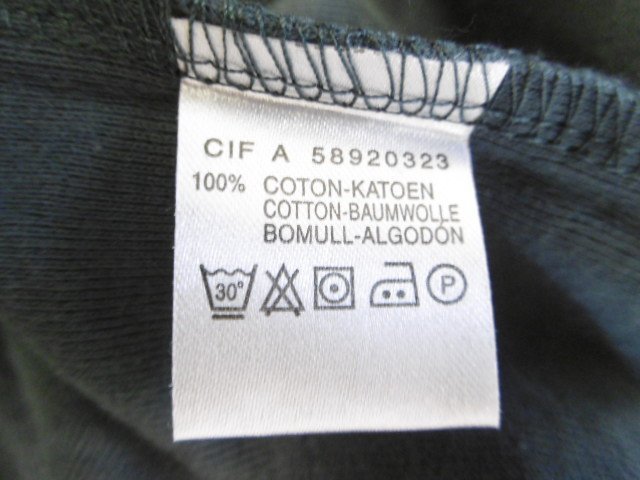 CIF A 58920323
100% COTON-KATOEN
COTTON-BAUMWOLLE
BOMULL-ALGODÓN
30° P